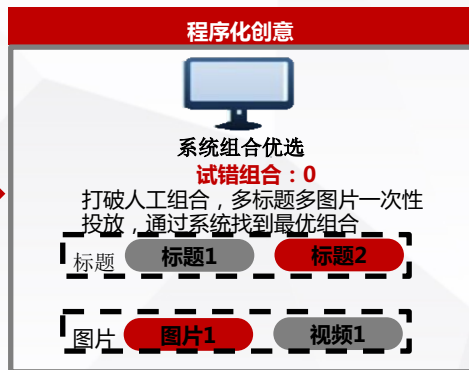 程序化创意
系统组合优选
试错组合：0
打破人工组合，多标题多图片一次性
投放，通过系统找到最优组合
标题 标题1 标题2
图片 图片1 视频1